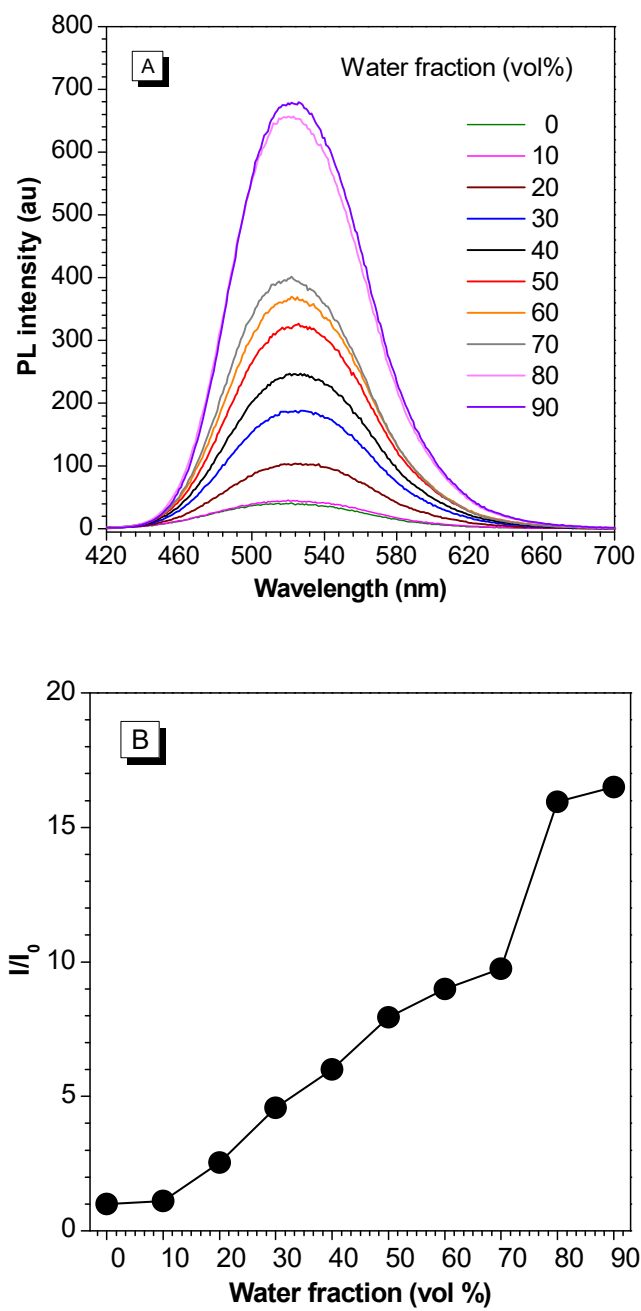 A
Water fraction (vol%)
0
10
20
30
40
50
60
70
80
90
800
700
600
500
400
300
200
100
0
PL intensity (au)
420 460 500 540 580 620 660 700
Wavelength (nm)
B
20
15
10
5
0
I/I0
0 10 20 30 40 50 60 70 80 90
Water fraction (vol %)